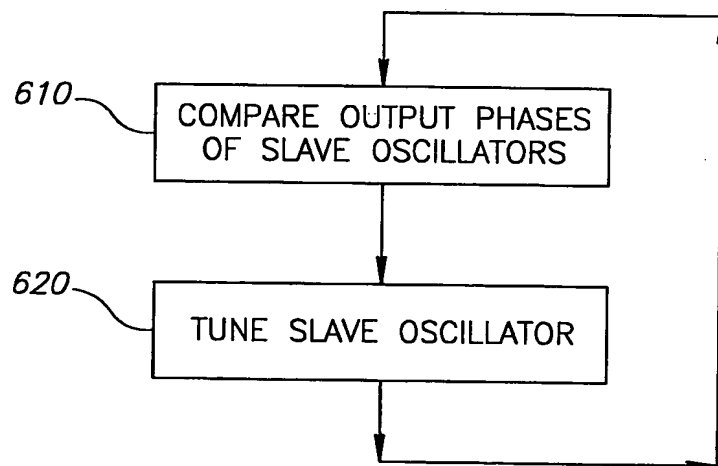 610
COMPARE OUTPUT PHASES
OF SLAVE OSCILLATORS
620
TUNE SLAVE OSCILLATOR